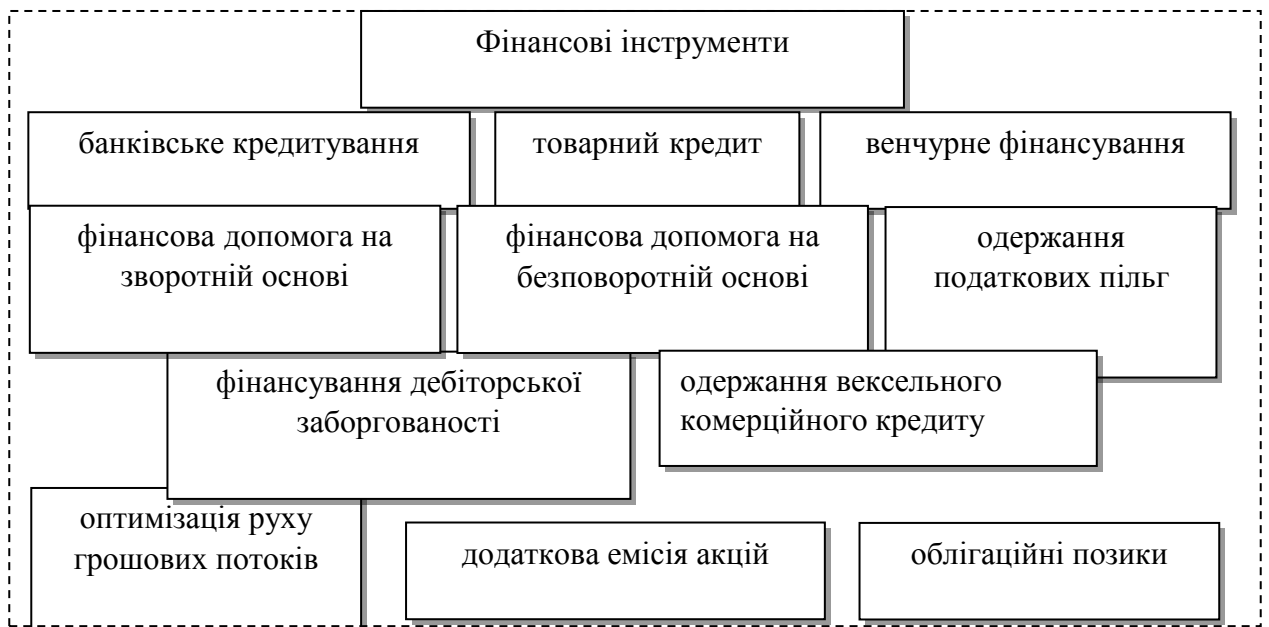 Фінансові інструменти
банківське кредитування
товарний кредит
венчурне фінансування
фінансова допомога на
зворотній основі
фінансова допомога на
безповоротній основі
одержання
податкових пільг
фінансування дебіторської
заборгованості
одержання вексельного
комерційного кредиту
оптимізація руху
грошових потоків
додаткова емісія акцій
облігаційні позики